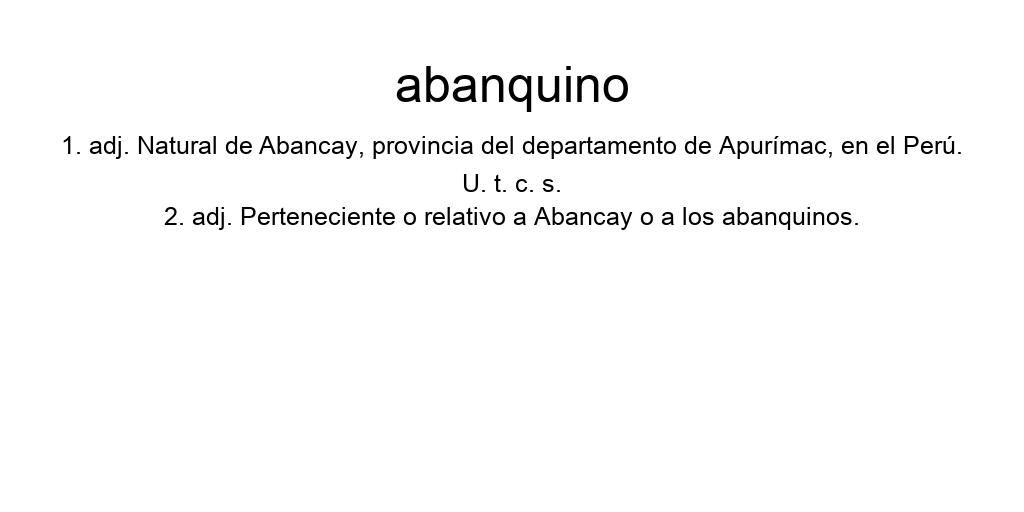 abanquino
1. adj. Natural de Abancay, provincia del departamento de Apurímac, en el Perú.
U. t. c. s.
2. adj. Perteneciente o relativo a Abancay o a los abanquinos.